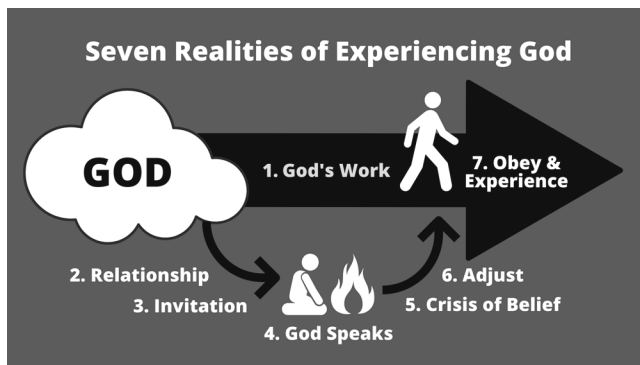 Seven Realities of Experiencing God
GOD
1. God's Work
7. Obey &
Experience
2. Relationship
3. Invitation
4. God Speaks
5. Crisis of Belief
6. Adjust